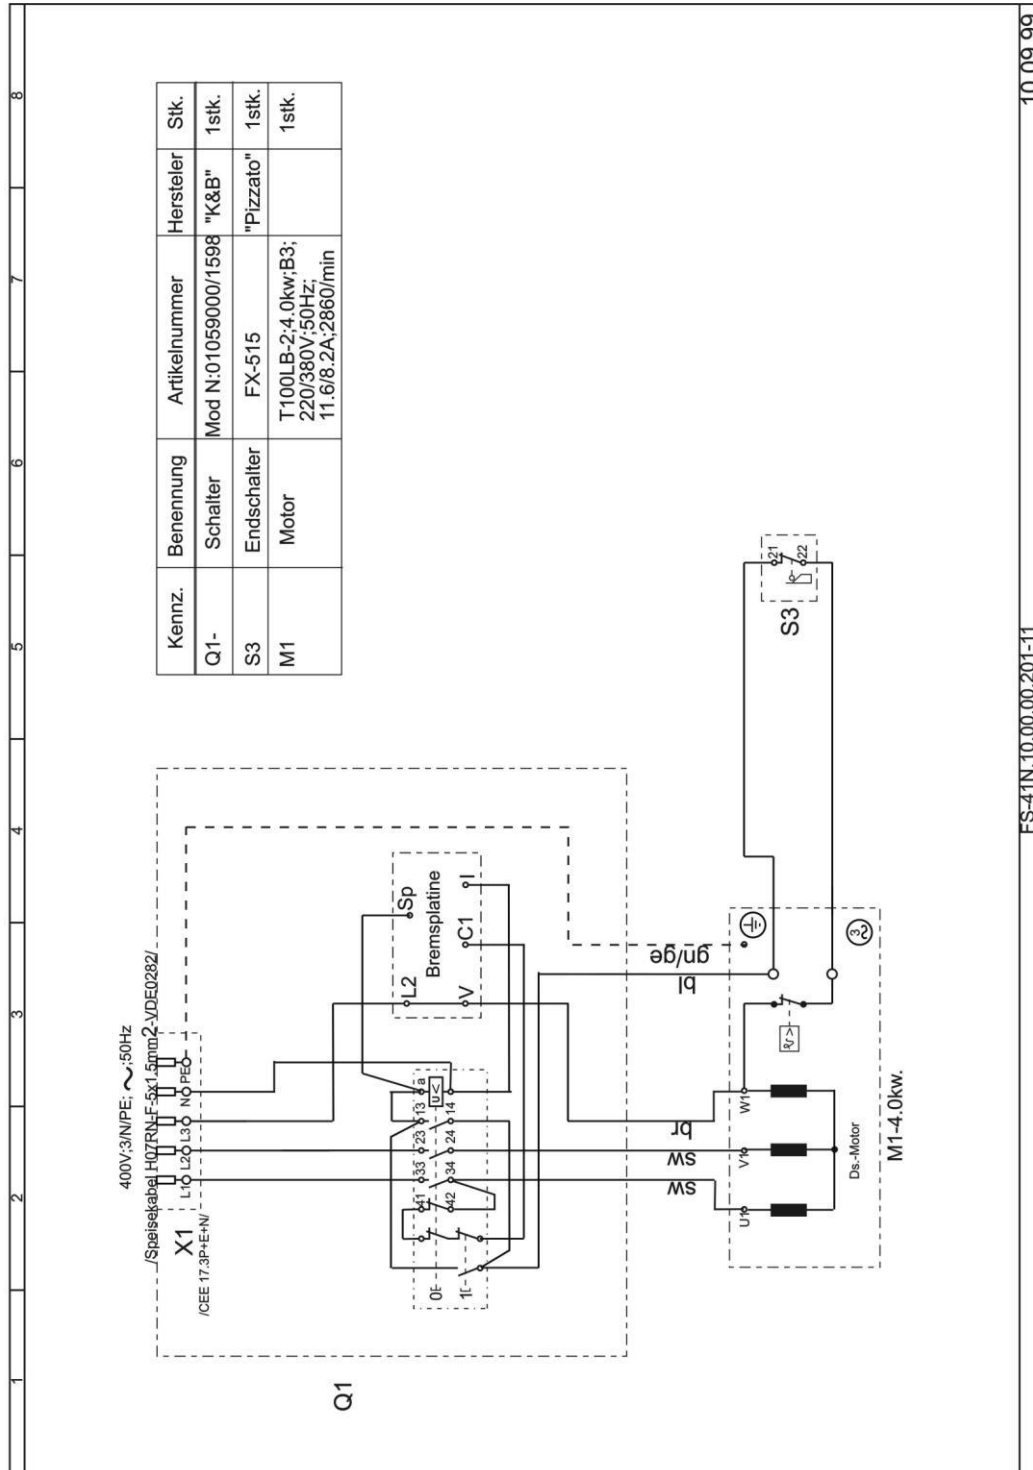 8
7
6
5
4
3
2
1
10.09.99
FS-41N.10.00.00.201-11
Kennz. Benennung Artikelnummer Hersteler Stk.
Q1- Schalter Mod N:01059000/1598 "K&B" 1stk.
S3 Endschalter FX-515 "Pizzato" 1stk.
M1 Motor T100LB-2;4.0kw;B3; 1stk.
220/380V;50Hz;
11.6/8.2A;2860/min
400V;3/N/PE; ~;50Hz
/Speisekabel H07RN-F-5x1.5mm2-VDE0282/
X1
/CEE 17.3P+E+N/
L1 L2 L3 N PE
Q1
L2 Sp
Bremsplatine
V C1 I
41 33 23 13 a
u<
42 34 24 14
0E
1E
sw sw br bl gn/ge
U1 V1 W1
Ds.-Motor
M1-4.0kw.
3~
S3
21
22